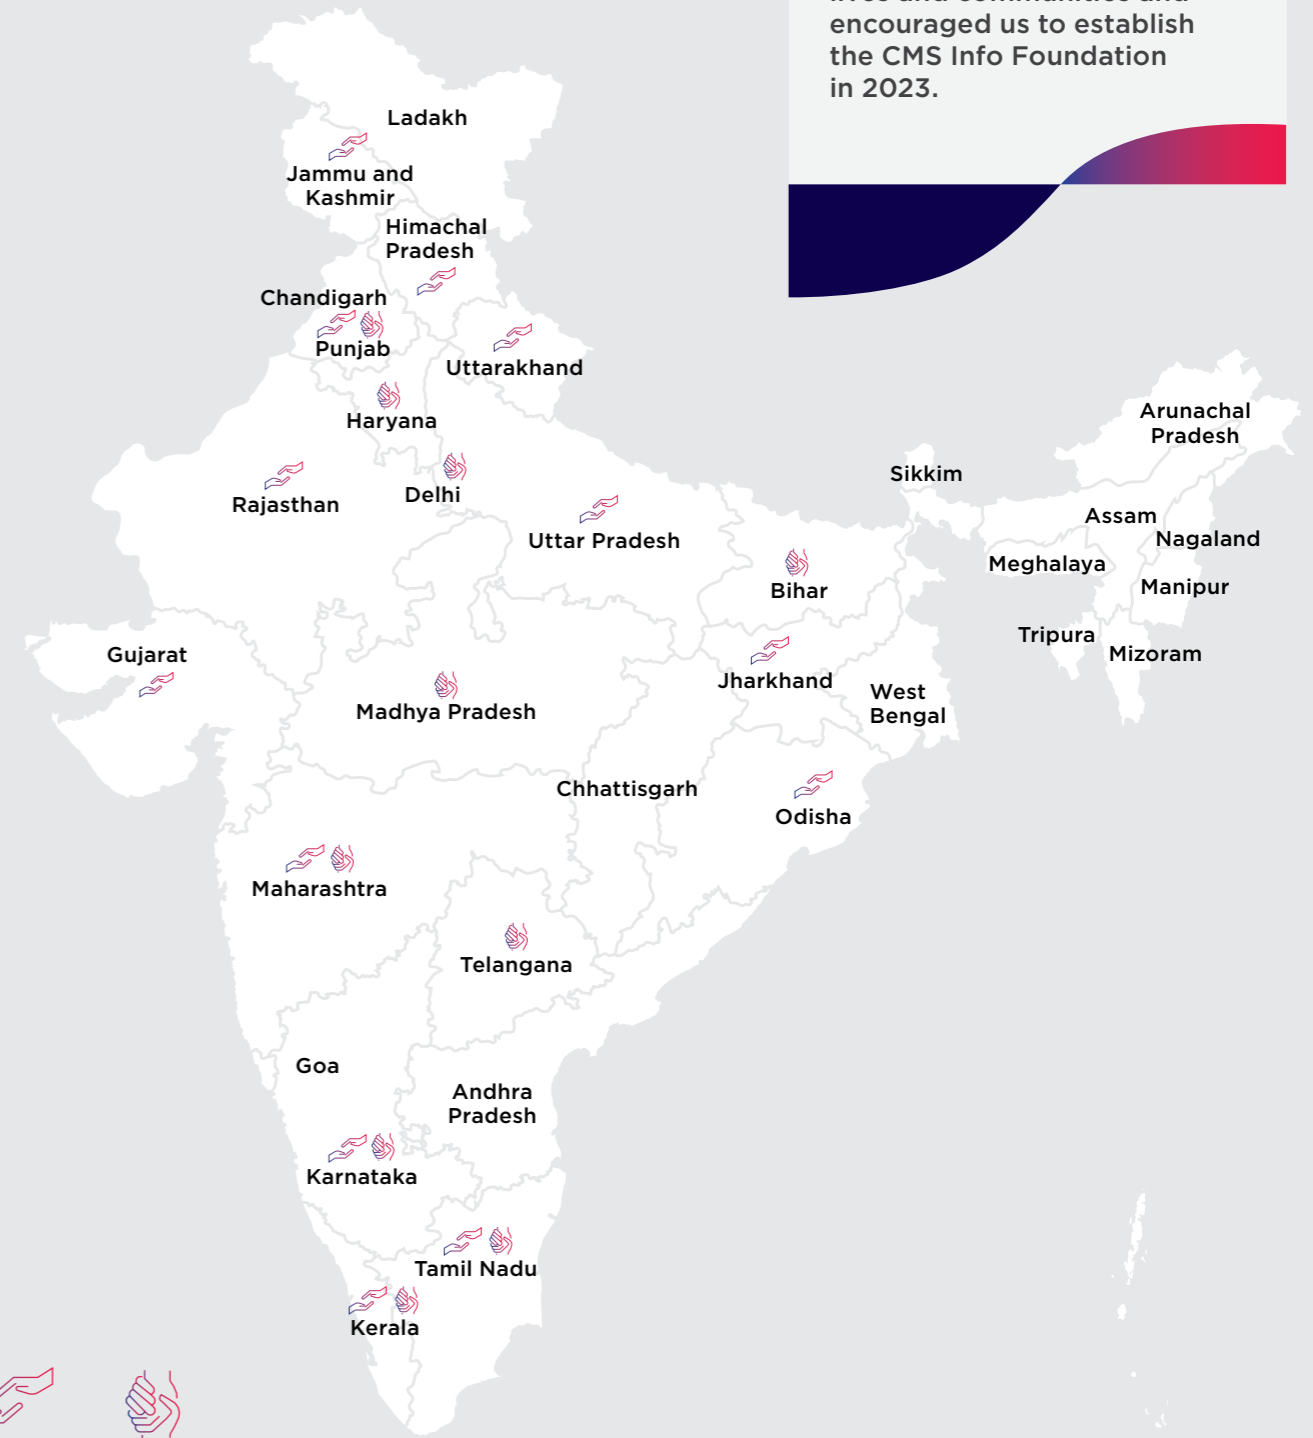 encouraged us to establish
the CMS Info Foundation
in 2023.
Ladakh
Jammu and
Kashmir
Himachal
Pradesh
Chandigarh
Punjab
Uttarakhand
Haryana
Arunachal
Pradesh
Sikkim
Rajasthan
Delhi
Assam
Uttar Pradesh
Nagaland
Meghalaya
Bihar
Manipur
Tripura
Gujarat
Mizoram
Jharkhand
West
Bengal
Madhya Pradesh
Chhattisgarh
Odisha
Maharashtra
Telangana
Goa
Andhra
Pradesh
Karnataka
Tamil Nadu
Kerala